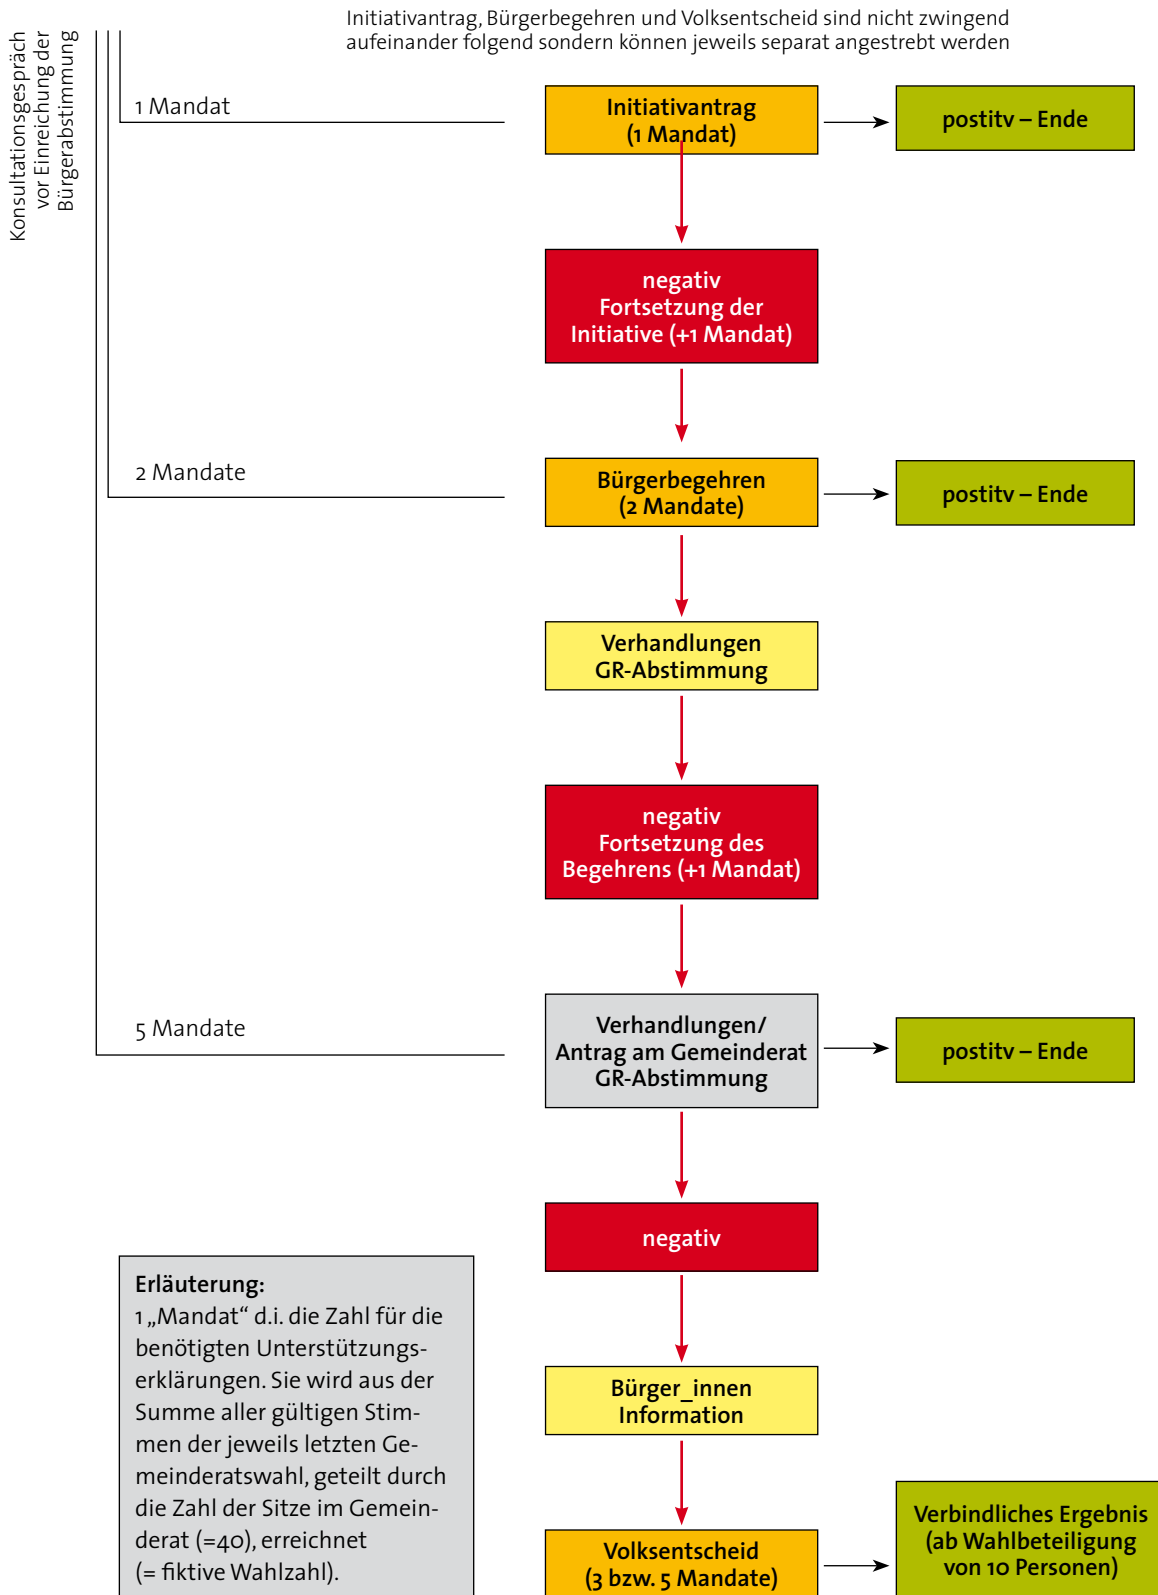 Initiativantrag, Bürgerbegehren und Volksentscheid sind nicht zwingend
aufeinander folgend sondern können jeweils separat angestrebt werden
Konsultationsgespräch
vor Einreichung der
Bürgerabstimmung
1 Mandat
Initiativantrag
(1 Mandat)
postitv – Ende
negativ
Fortsetzung der
Initiative (+1 Mandat)
2 Mandate
Bürgerbegehren
(2 Mandate)
postitv – Ende
Verhandlungen
GR-Abstimmung
negativ
Fortsetzung des
Begehrens (+1 Mandat)
5 Mandate
Verhandlungen/
Antrag am Gemeinderat
GR-Abstimmung
postitv – Ende
negativ
Bürger_innen
Information
Volksentscheid
(3 bzw. 5 Mandate)
Verbindliches Ergebnis
(ab Wahlbeteiligung
von 10 Personen)
Erläuterung:
1 „Mandat“ d.i. die Zahl für die
benötigten Unterstützungs-
erklärungen. Sie wird aus der
Summe aller gültigen Stim-
men der jeweils letzten Ge-
meinderatswahl, geteilt durch
die Zahl der Sitze im Gemein-
derat (=40), erreichnet
(= fiktive Wahlzahl).